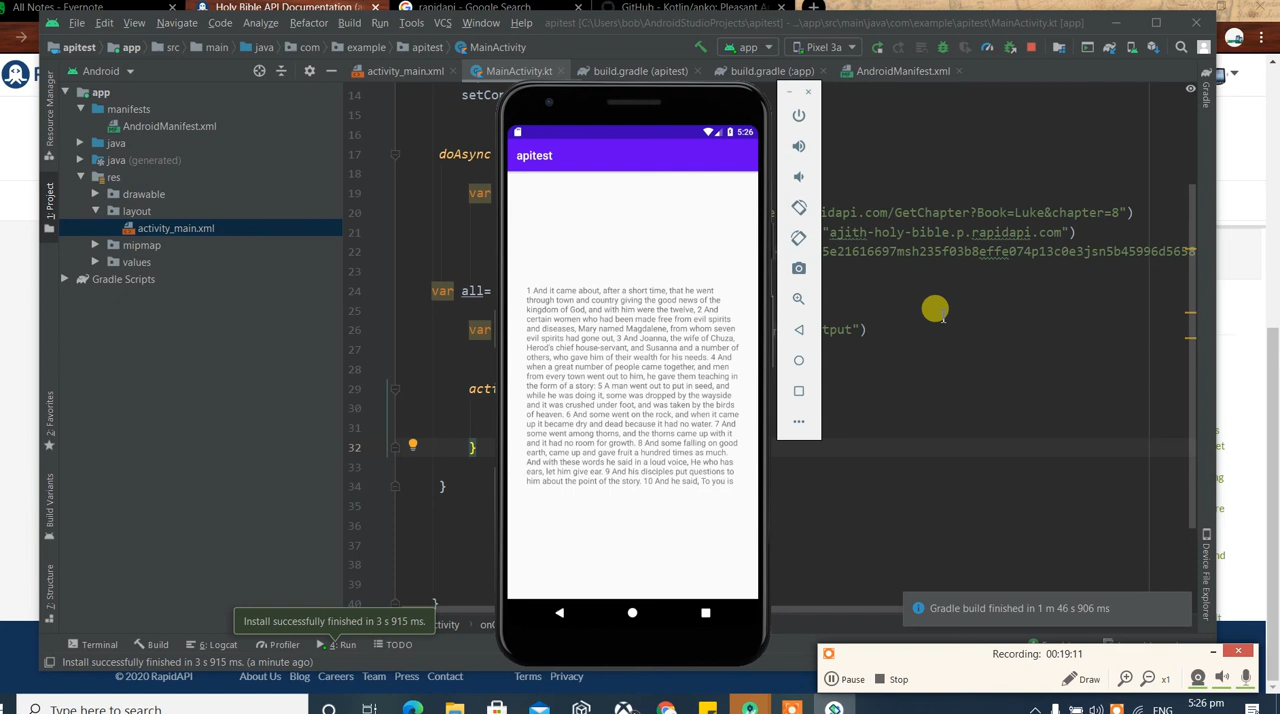 All Notes - Evernote
Holy Bible API Documentation
rapidapi - Google Search
GitHub - Kotlin/anko: Pleasant A
File Edit View Navigate Code Analyze Refactor Build Run Tools VCS Window Help apitest [C:\Users\bob\AndroidStudioProjects\apitest] - ...\app\src\main\java\com\example\apitest\MainActivity.kt [app]
apitest app src main java com example apitest MainActivity
app Pixel 3a
Android
activity_main.xml MainActivity.kt build.gradle (apitest) build.gradle (app) AndroidManifest.xml
Resource Manager
1: Project
2: Favorites
Build Variants
7: Structure
app
manifests
AndroidManifest.xml
java
java (generated)
res
drawable
layout
activity_main.xml
mipmap
values
Gradle Scripts
14 setCo
15
16
17 doAsync
18
19 var
20 pidapi.com/GetChapter?Book=Luke&chapter=8")
21 "ajith-holy-bible.p.rapidapi.com")
22 5e21616697msh235f03b8effe074p13c0e3jsn5b45996d5658
23
24 var all=
25
26 var tput")
27
28
29 act
30
31
32 }
33
34 }
35
36
37
38
39
40 }
5:26
apitest
1 And it came about, after a short time, that he went
through town and country giving the good news of the
kingdom of God, and with him were the twelve, 2 And
certain women who had been made free from evil spirits
and diseases, Mary named Magdalene, from whom seven
evil spirits had gone out, 3 And Joanna, the wife of Chuza,
Herod's chief house-servant, and Susanna and a number of
others, who gave him of their wealth for his needs. 4 And
when a great number of people came together, and men
from every town went out to him, he gave them teaching in
the form of a story: 5 A man went out to put in seed, and
while he was doing it, some was dropped by the wayside
and it was crushed under foot, and was taken by the birds
of heaven. 6 And some went on the rock, and when it came
up it became dry and dead because it had no water. 7 And
some went among thorns, and the thorns came up with it
and it had no room for growth. 8 And some falling on good
earth, came up and gave fruit a hundred times as much.
And with these words he said in a loud voice, He who has
ears, let him give ear. 9 And his disciples put questions to
him about the point of the story. 10 And he said, To you is
Gradle
Device File Explorer
Gradle build finished in 1 m 46 s 906 ms
Install successfully finished in 3 s 915 ms.
Activity on
Terminal Build 6: Logcat Profiler 4: Run TODO
Install successfully finished in 3 s 915 ms. (a minute ago)
Recording: 00:19:11
Pause Stop Draw x1
© 2020 RapidAPI About Us Blog Careers Team Press Contact Terms Privacy
Type here to search
ENG 5:26 pm